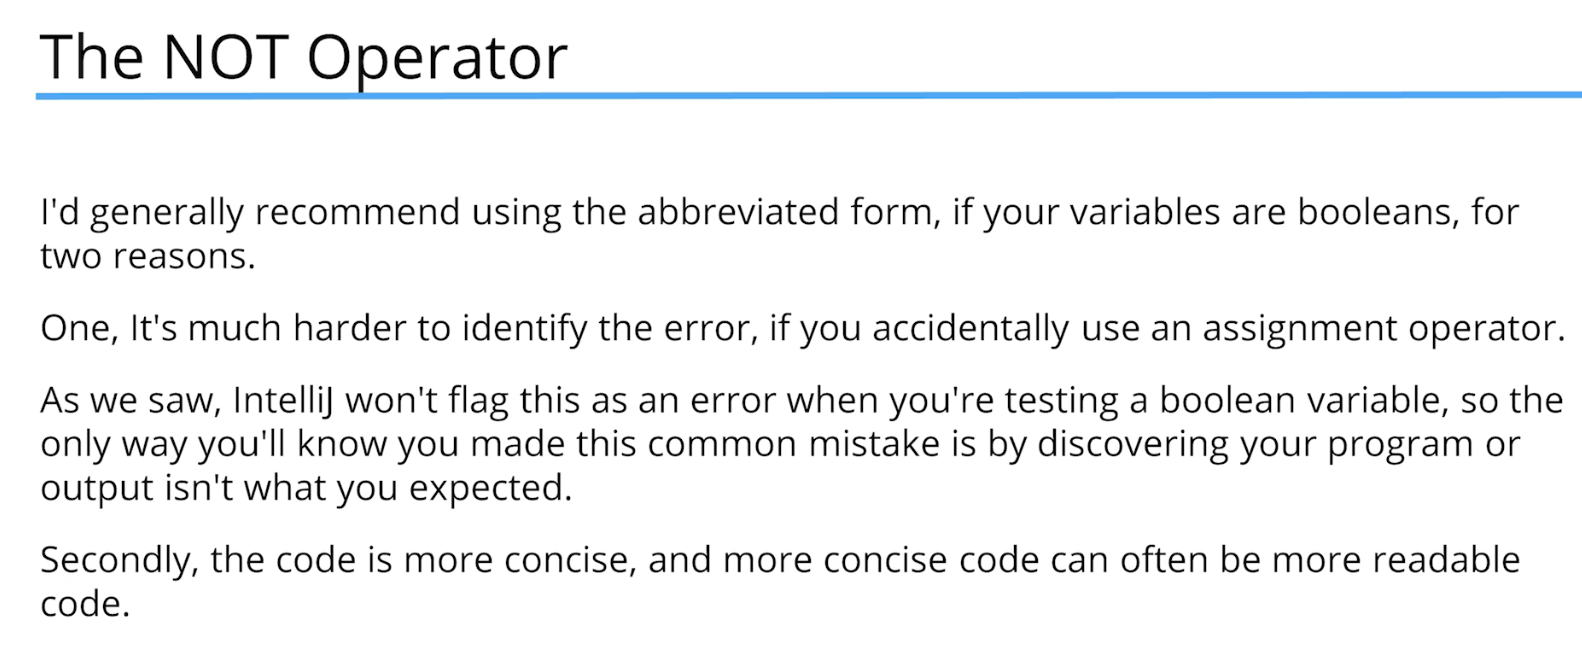 The NOT Operator
I'd generally recommend using the abbreviated form, if your variables are booleans, for
two reasons.
One, It's much harder to identify the error, if you accidentally use an assignment operator.
As we saw, IntelliJ won't flag this as an error when you're testing a boolean variable, so the
only way you'll know you made this common mistake is by discovering your program or
output isn't what you expected.
Secondly, the code is more concise, and more concise code can often be more readable
code.